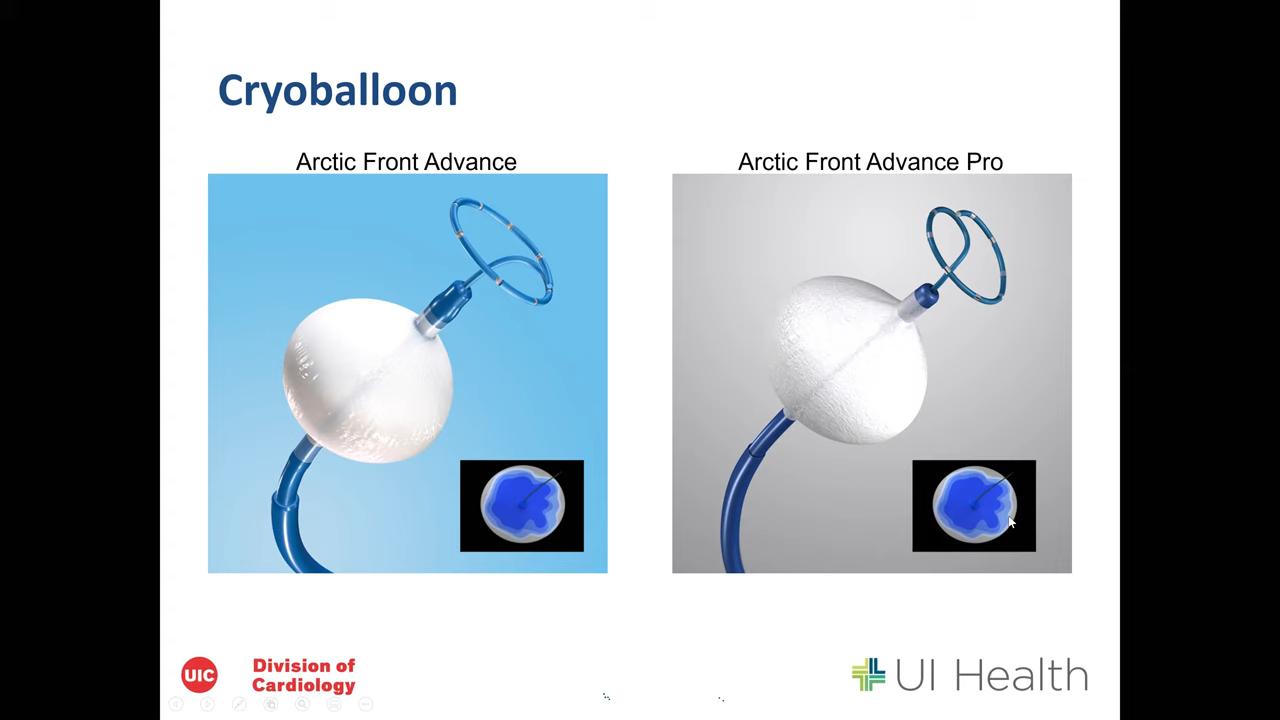 Cryoballoon
Arctic Front Advance
Arctic Front Advance Pro
UIC
Division of
Cardiology
UI Health